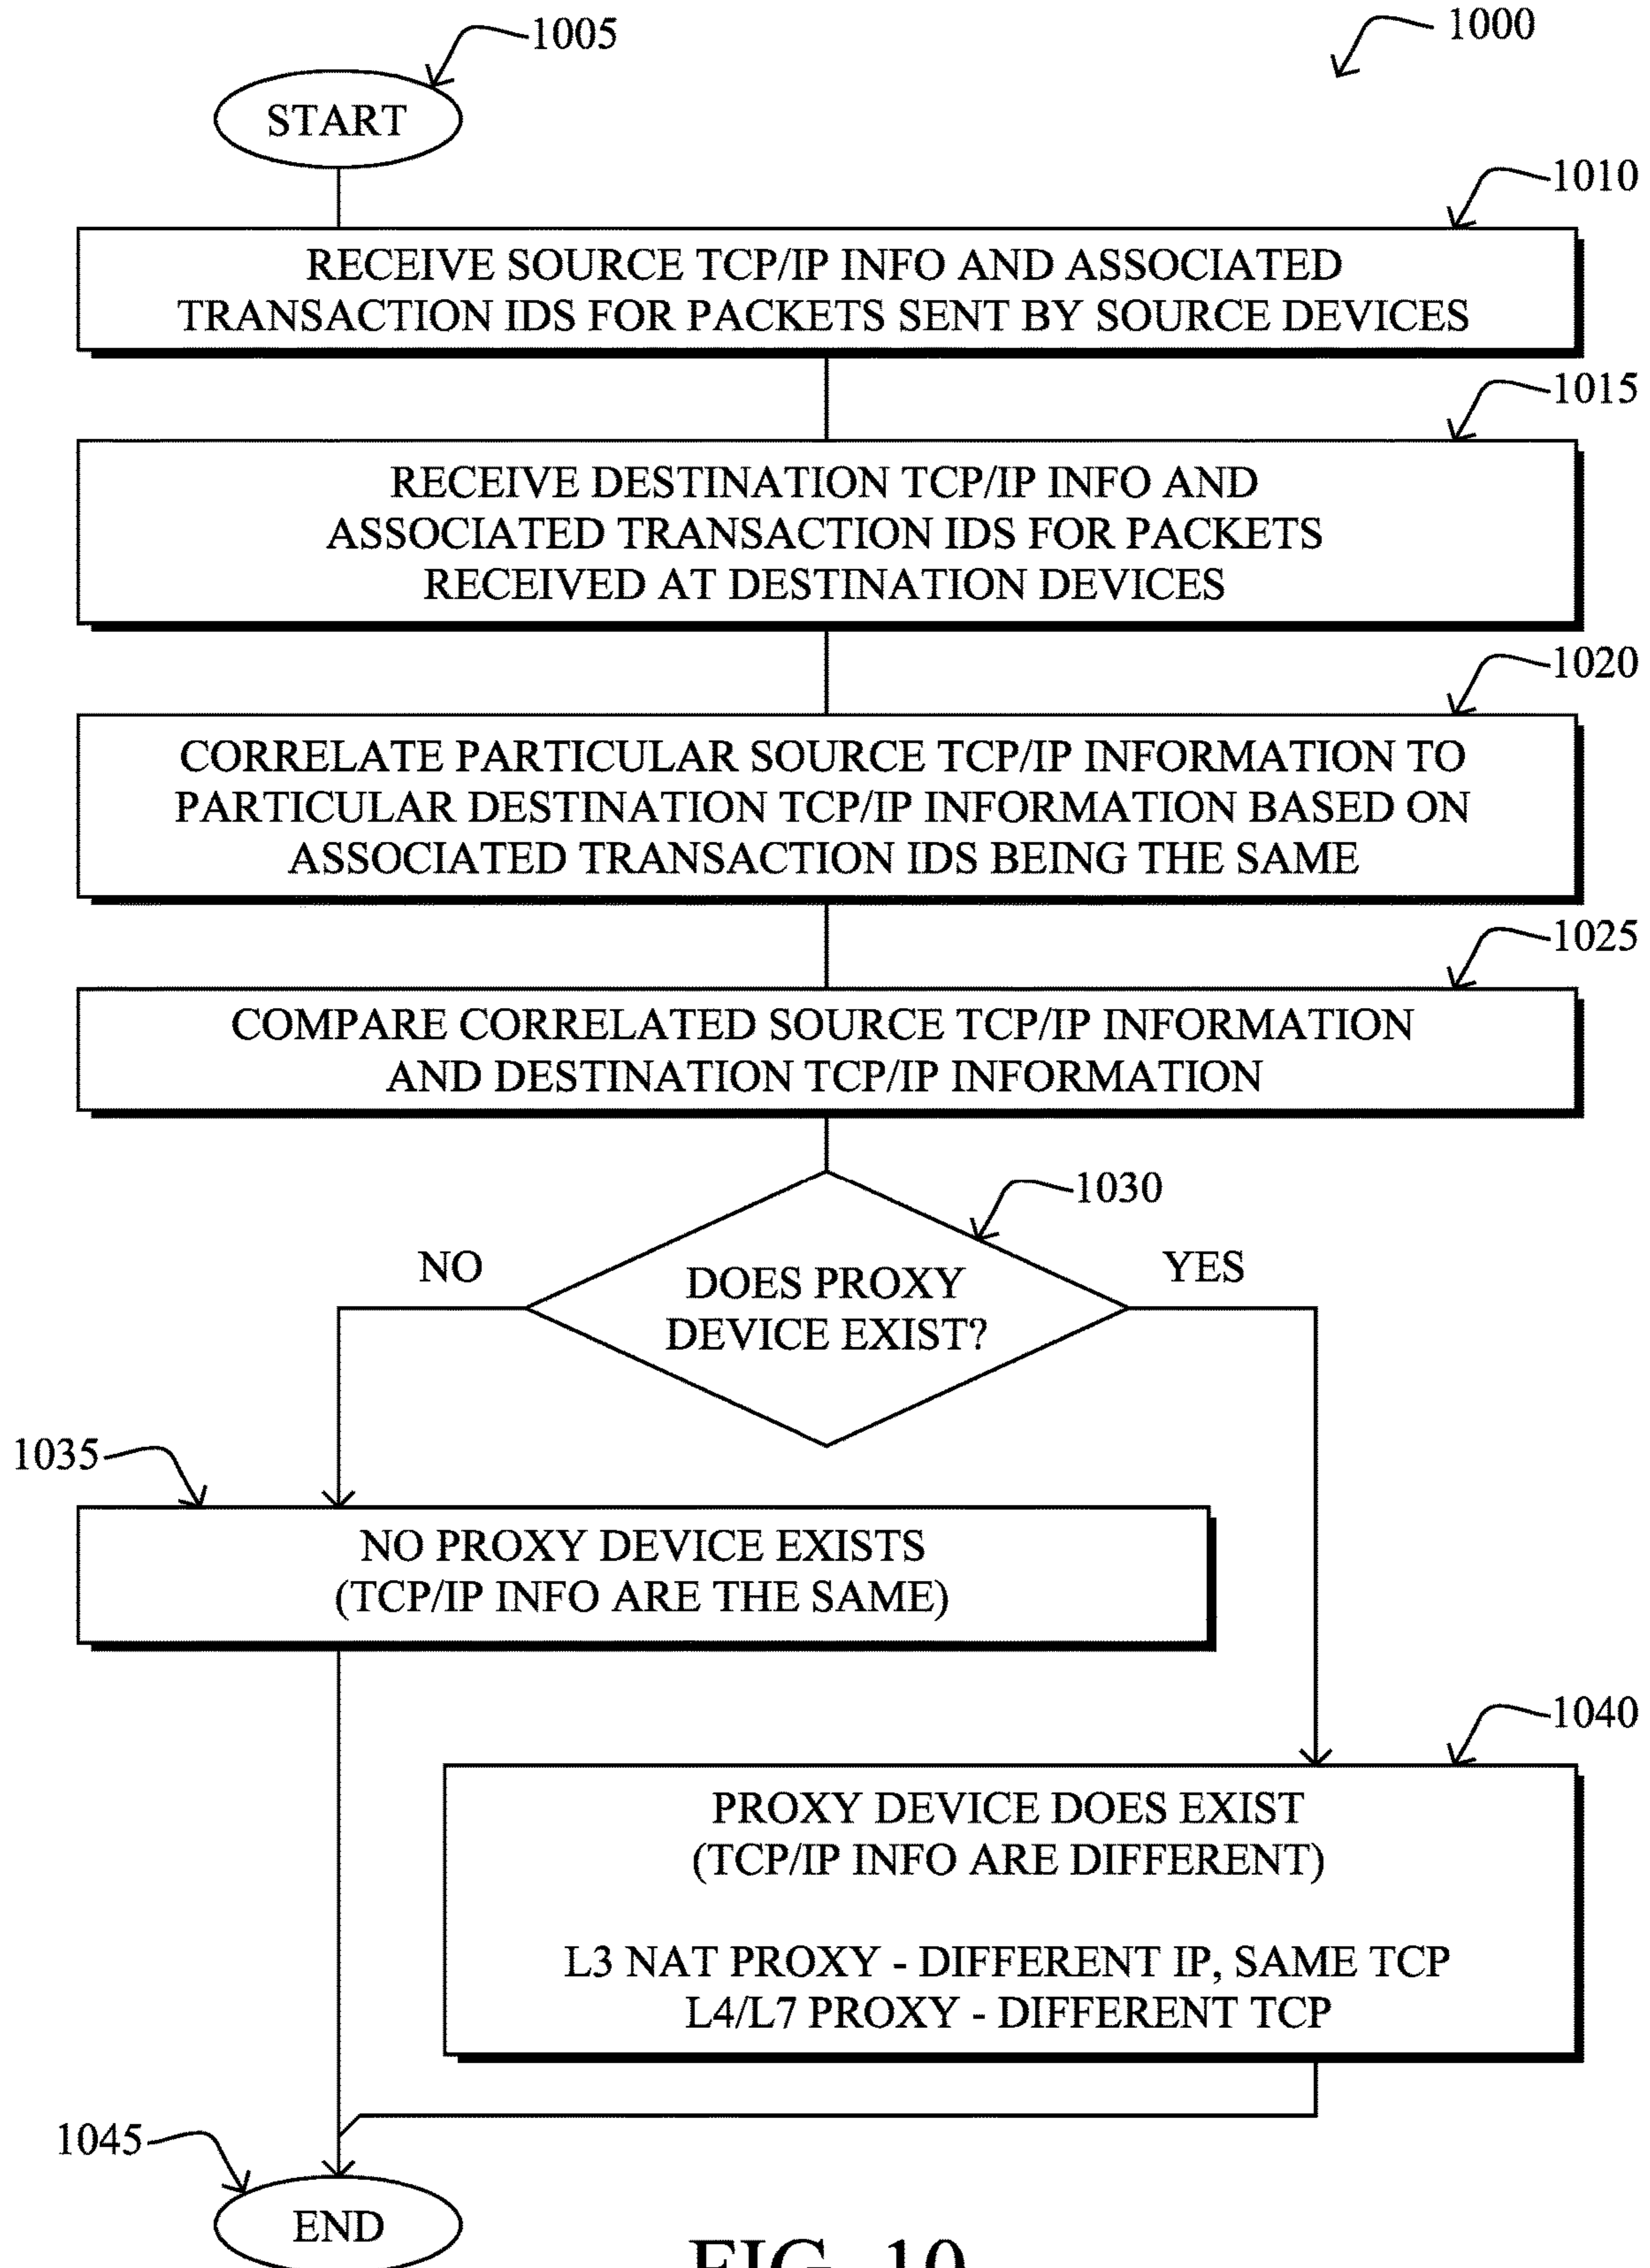 1005
1000
START
1010
RECEIVE SOURCE TCP/IP INFO AND ASSOCIATED
TRANSACTION IDS FOR PACKETS SENT BY SOURCE DEVICES
1015
RECEIVE DESTINATION TCP/IP INFO AND
ASSOCIATED TRANSACTION IDS FOR PACKETS
RECEIVED AT DESTINATION DEVICES
1020
CORRELATE PARTICULAR SOURCE TCP/IP INFORMATION TO
PARTICULAR DESTINATION TCP/IP INFORMATION BASED ON
ASSOCIATED TRANSACTION IDS BEING THE SAME
1025
COMPARE CORRELATED SOURCE TCP/IP INFORMATION
AND DESTINATION TCP/IP INFORMATION
1030
NO
YES
DOES PROXY
DEVICE EXIST?
1035
NO PROXY DEVICE EXISTS
(TCP/IP INFO ARE THE SAME)
1040
PROXY DEVICE DOES EXIST
(TCP/IP INFO ARE DIFFERENT)
L3 NAT PROXY - DIFFERENT IP, SAME TCP
L4/L7 PROXY - DIFFERENT TCP
1045
END
FIG. 10